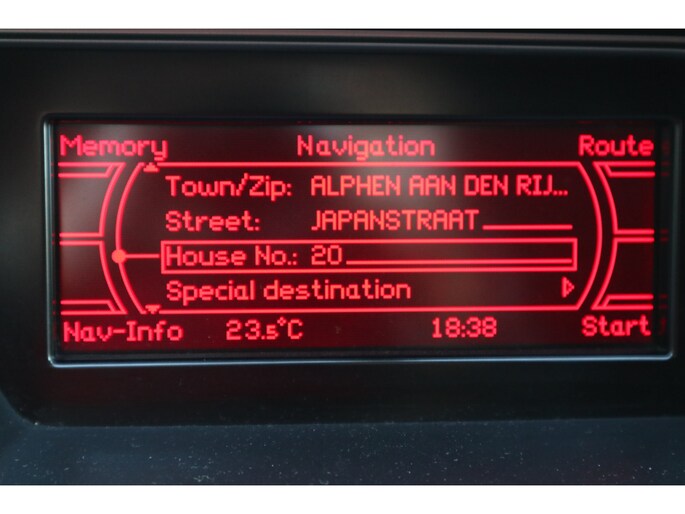 Memory Navigation Route
Town/Zip: ALPHEN AAN DEN RIJ...
Street: JAPANSTRAAT
House No.: 20
Special destination
Nav-Info 23.5°C 18:38 Start